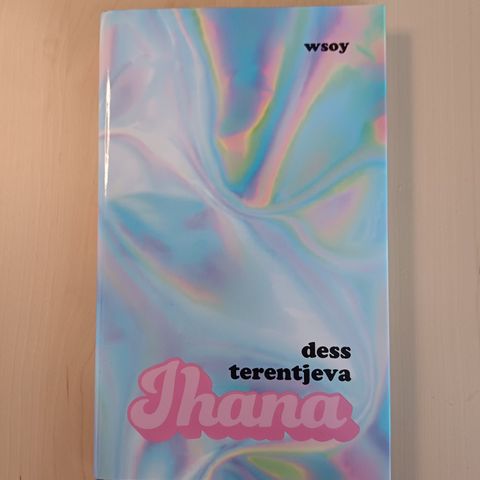 wsoy
dess
terentjeva
Ihana